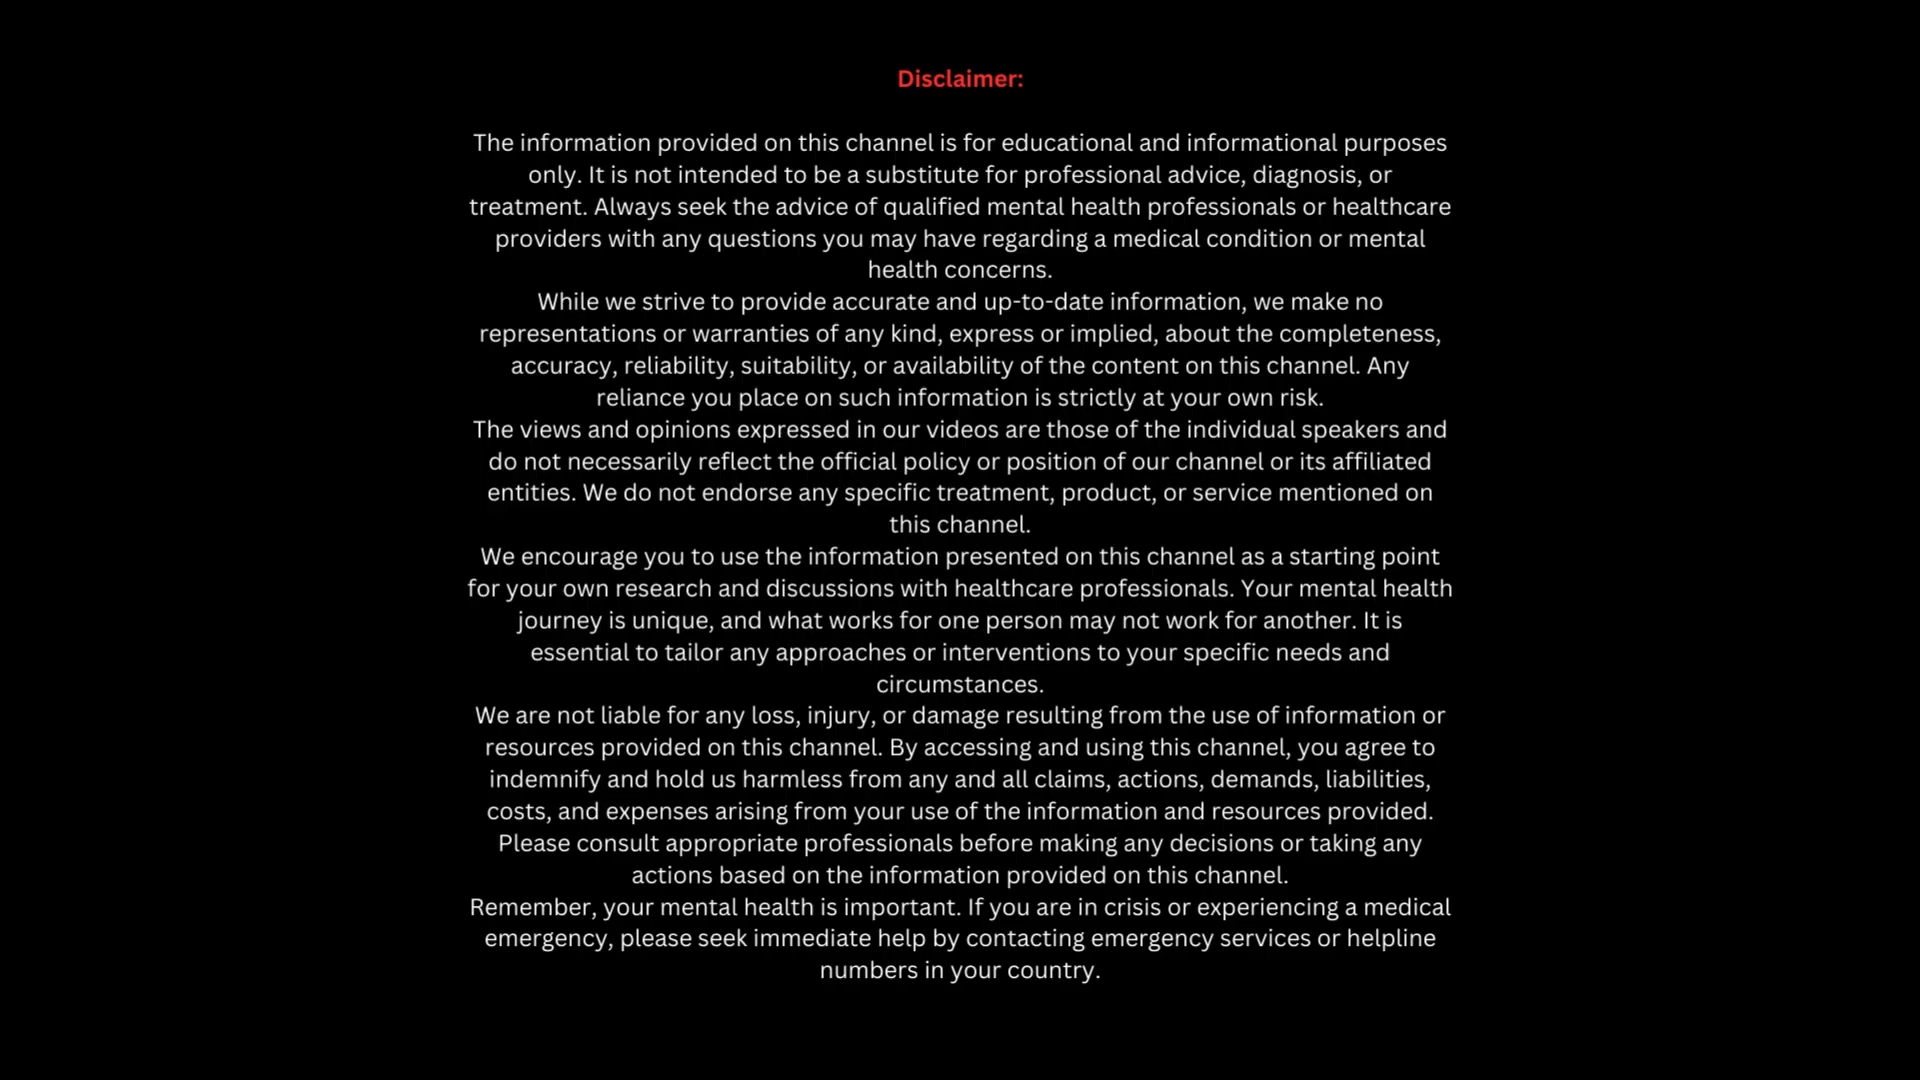 Disclaimer:
The information provided on this channel is for educational and informational purposes
only. It is not intended to be a substitute for professional advice, diagnosis, or
treatment. Always seek the advice of qualified mental health professionals or healthcare
providers with any questions you may have regarding a medical condition or mental
health concerns.
While we strive to provide accurate and up-to-date information, we make no
representations or warranties of any kind, express or implied, about the completeness,
accuracy, reliability, suitability, or availability of the content on this channel. Any
reliance you place on such information is strictly at your own risk.
The views and opinions expressed in our videos are those of the individual speakers and
do not necessarily reflect the official policy or position of our channel or its affiliated
entities. We do not endorse any specific treatment, product, or service mentioned on
this channel.
We encourage you to use the information presented on this channel as a starting point
for your own research and discussions with healthcare professionals. Your mental health
journey is unique, and what works for one person may not work for another. It is
essential to tailor any approaches or interventions to your specific needs and
circumstances.
We are not liable for any loss, injury, or damage resulting from the use of information or
resources provided on this channel. By accessing and using this channel, you agree to
indemnify and hold us harmless from any and all claims, actions, demands, liabilities,
costs, and expenses arising from your use of the information and resources provided.
Please consult appropriate professionals before making any decisions or taking any
actions based on the information provided on this channel.
Remember, your mental health is important. If you are in crisis or experiencing a medical
emergency, please seek immediate help by contacting emergency services or helpline
numbers in your country.